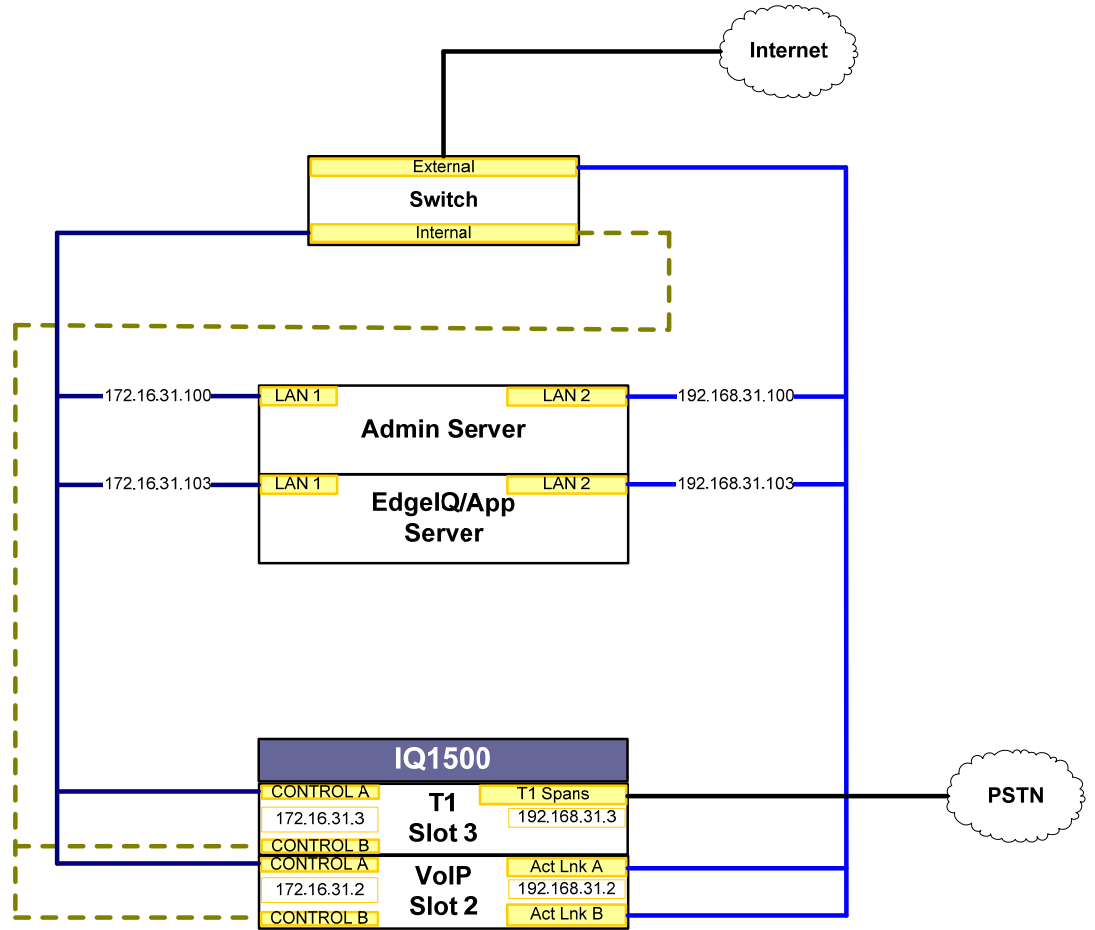 Internet
External
Switch
Internal
172.16.31.100
LAN 1
LAN 2
192.168.31.100
Admin Server
172.16.31.103
LAN 1
LAN 2
192.168.31.103
EdgeIQ/App
Server
IQ1500
CONTROL A
T1
Slot 3
T1 Spans
172.16.31.3
192.168.31.3
CONTROL B
PSTN
CONTROL A
VoIP
Slot 2
Act Lnk A
172.16.31.2
192.168.31.2
CONTROL B
Act Lnk B